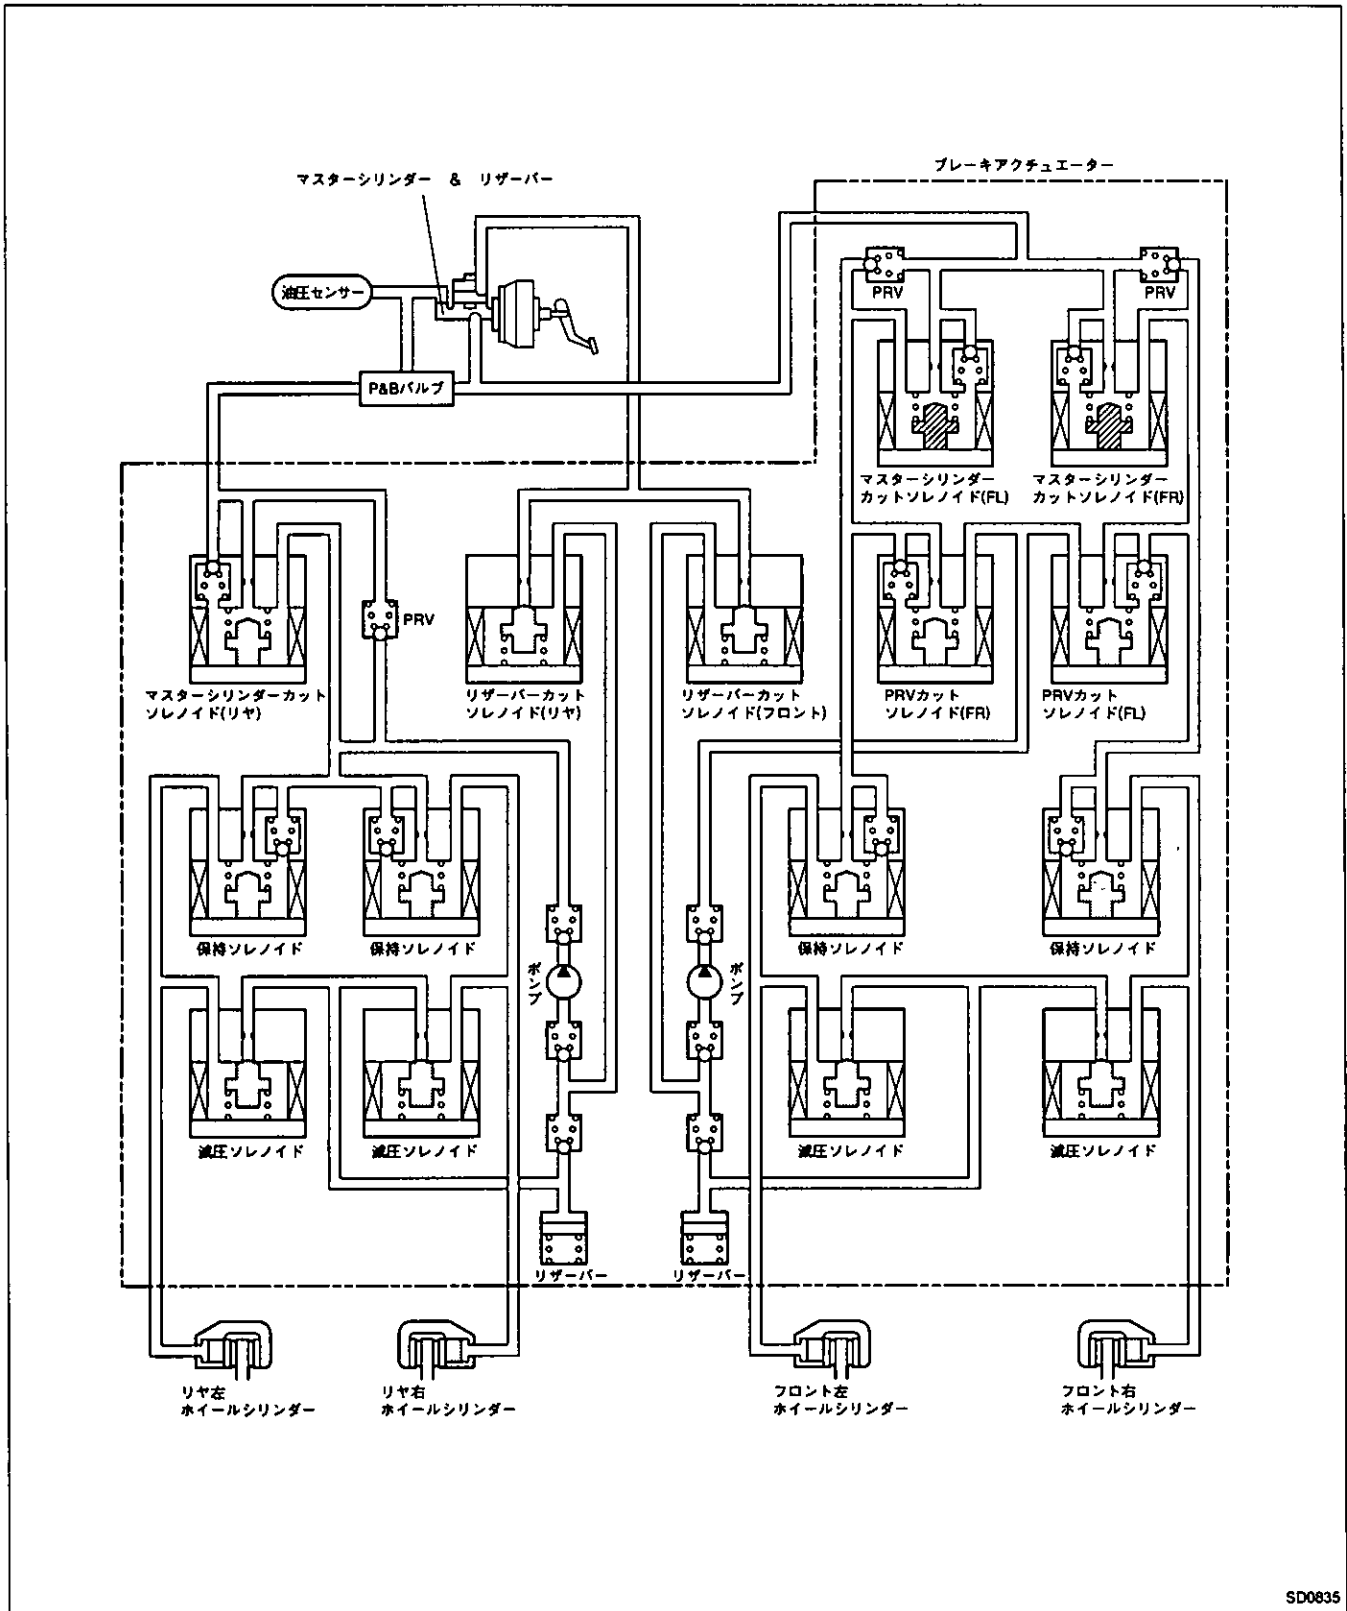 ブレーキアクチュエーター
マスターシリンダー & リザーバー
油圧センサー
PRV
PRV
P&Bバルブ
マスターシリンダー
カットソレノイド(FL)
マスターシリンダー
カットソレノイド(FR)
PRV
マスターシリンダーカット
ソレノイド(リヤ)
リザーバーカット
ソレノイド(リヤ)
リザーバーカット
ソレノイド(フロント)
PRVカット
ソレノイド(FR)
PRVカット
ソレノイド(FL)
保持ソレノイド
保持ソレノイド
ポンプ
ポンプ
保持ソレノイド
保持ソレノイド
減圧ソレノイド
減圧ソレノイド
減圧ソレノイド
減圧ソレノイド
リザーバー
リザーバー
リヤ左
ホイールシリンダー
リヤ右
ホイールシリンダー
フロント左
ホイールシリンダー
フロント右
ホイールシリンダー
SD0835